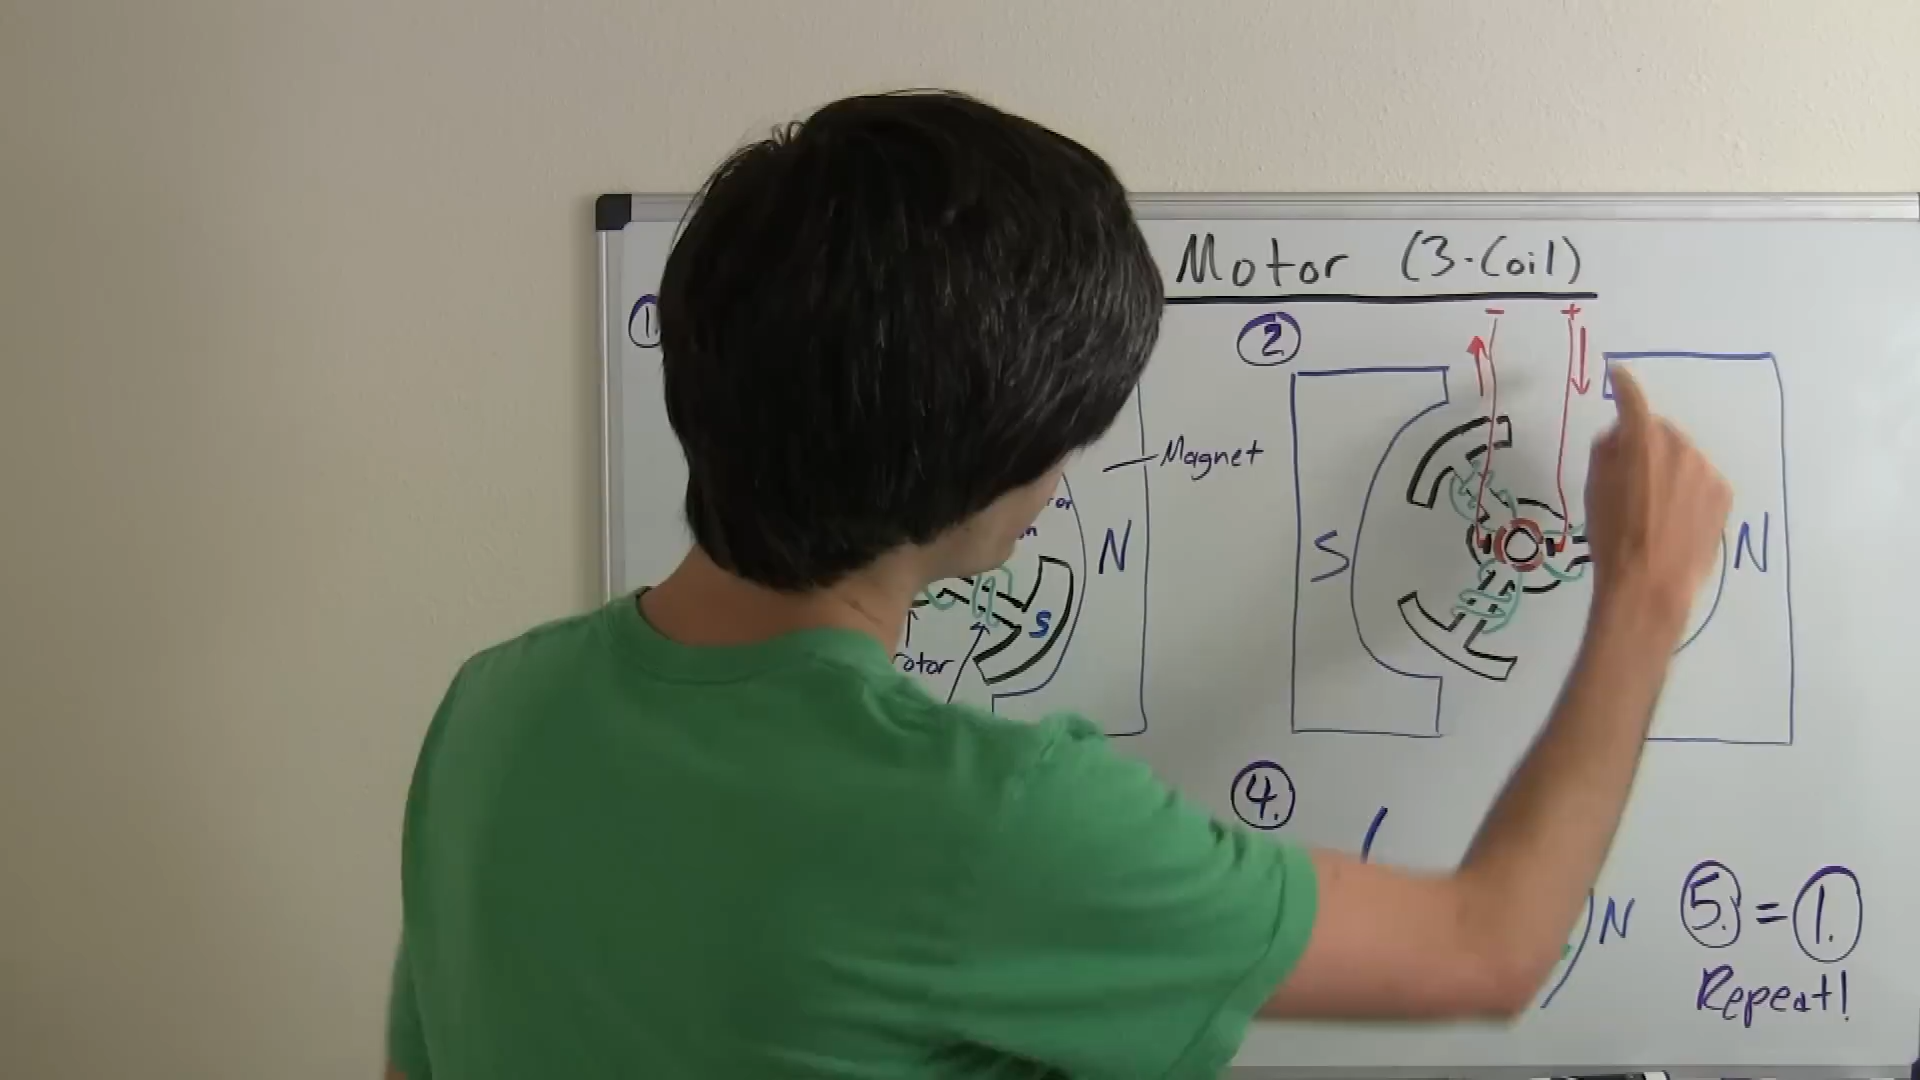 Motor (3-Coil)
1.
2
- +
Magnet
S N
N
S
rotor
4.
N
5. = 1.
Repeat!